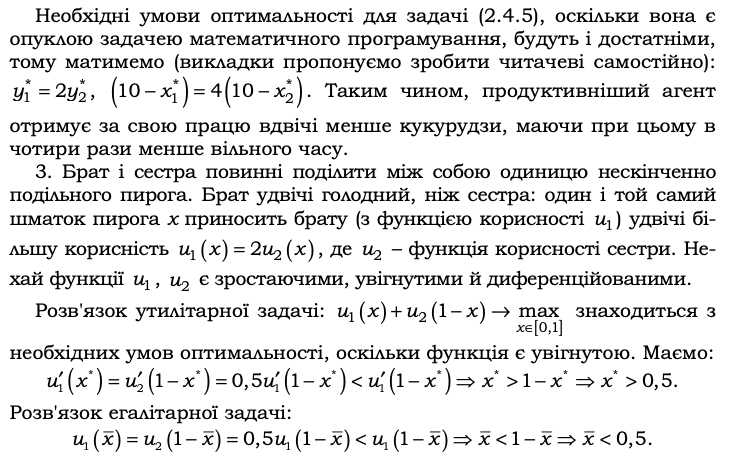 Необхідні умови оптимальності для задачі (2.4.5), оскільки вона є
опуклою задачею математичного програмування, будуть і достатніми,
тому матимемо (викладки пропонуємо зробити читачеві самостійно):
y₁* = 2y₂*, (10 – x₁*) = 4(10 – x₂*). Таким чином, продуктивніший агент
отримує за свою працю вдвічі менше кукурудзи, маючи при цьому в
чотири рази менше вільного часу.
3. Брат і сестра повинні поділити між собою одиницю нескінченно
подільного пирога. Брат удвічі голодний, ніж сестра: один і той самий
шматок пирога x приносить брату (з функцією корисності u₁) удвічі бі-
льшу корисність u₁(x) = 2u₂(x), де u₂ – функція корисності сестри. Не-
хай функції u₁, u₂ є зростаючими, увігнутими й диференційованими.
Розв'язок утилітарної задачі: u₁(x) + u₂(1 – x) → max x∈[0,1] знаходиться з
необхідних умов оптимальності, оскільки функція є увігнутою. Маємо:
u₁′(x*) = u₂′(1 – x*) = 0,5u₁′(1 – x*) < u₁′(1 – x*) ⇒ x* > 1 – x* ⇒ x* > 0,5.
Розв'язок егалітарної задачі:
u₁(x̅) = u₂(1 – x̅) = 0,5u₁(1 – x̅) < u₁(1 – x̅) ⇒ x̅ < 1 – x̅ ⇒ x̅ < 0,5.